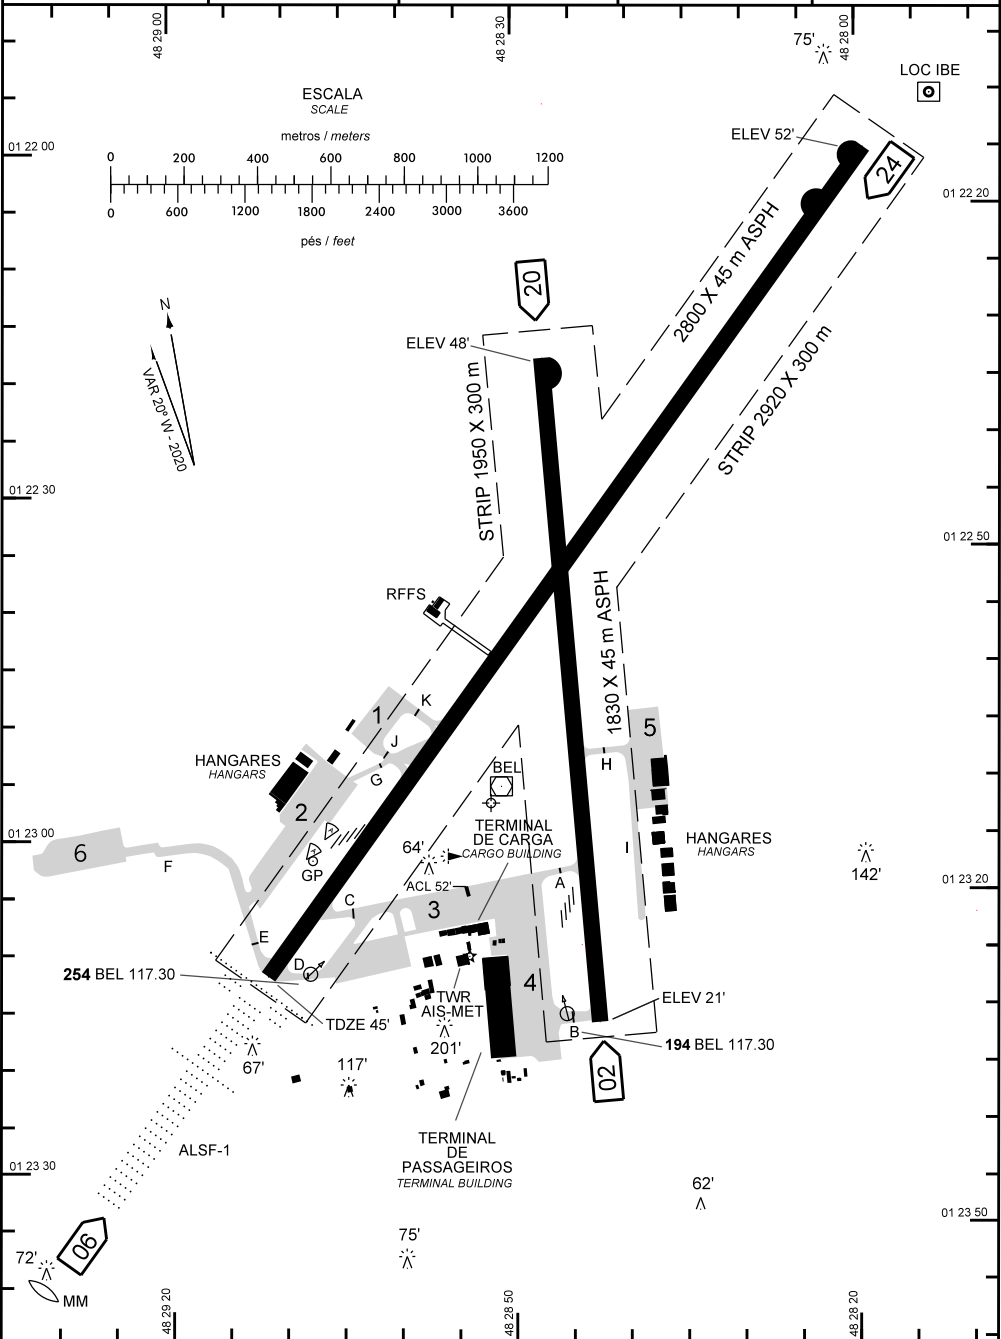 48 29 00
48 28 30
48 28 00
75'
LOC IBE
ESCALA
SCALE
metros / meters
0 200 400 600 800 1000 1200
0 600 1200 1800 2400 3000 3600
pés / feet
ELEV 52'
01 22 00
24
01 22 20
2800 X 45 m ASPH
20
N
VAR 20º W - 2020
ELEV 48'
STRIP 1950 X 300 m
STRIP 2920 X 300 m
01 22 30
01 22 50
RFFS
1830 X 45 m ASPH
K
1
J
G
5
H
HANGARES
HANGARS
BEL
2
TERMINAL
DE CARGA
CARGO BUILDING
01 23 00
6
F
GP
64'
I
HANGARES
HANGARS
142'
ACL 52'
A
01 23 20
C
3
E
D
254 BEL 117.30
4
TWR
AIS-MET
ELEV 21'
TDZE 45'
B
194 BEL 117.30
67'
117'
201'
02
ALSF-1
TERMINAL
DE
PASSAGEIROS
TERMINAL BUILDING
01 23 30
62'
01 23 50
06
75'
72'
MM
48 29 20
48 28 50
48 28 20